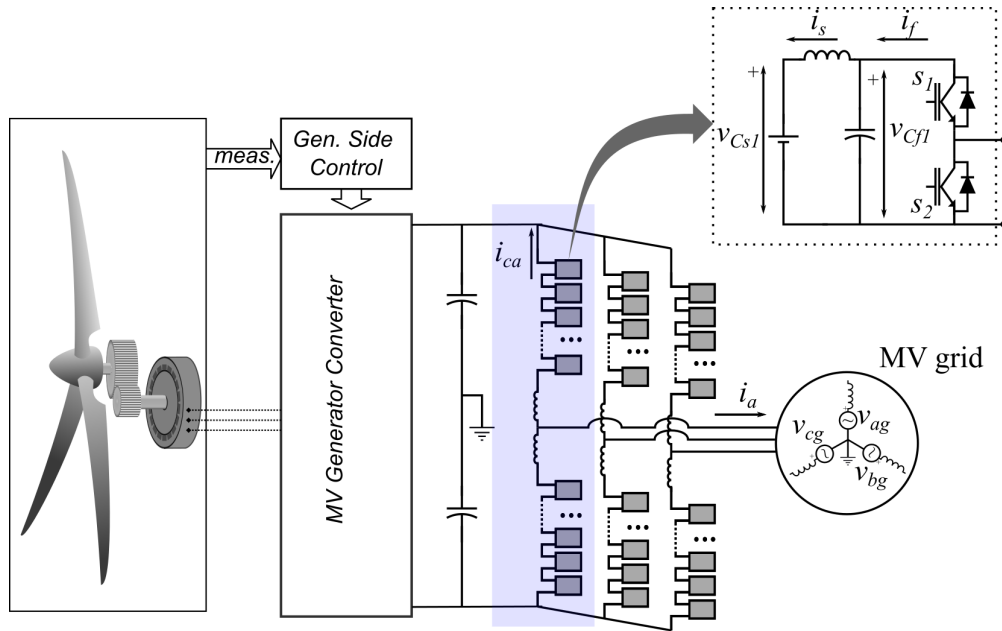 meas.
Gen. Side
Control
MV Generator Converter
i_ca
i_s
i_f
+
+
v_Cs1
v_Cf1
s_1
s_2
i_a
MV grid
v_ag
v_cg
v_bg